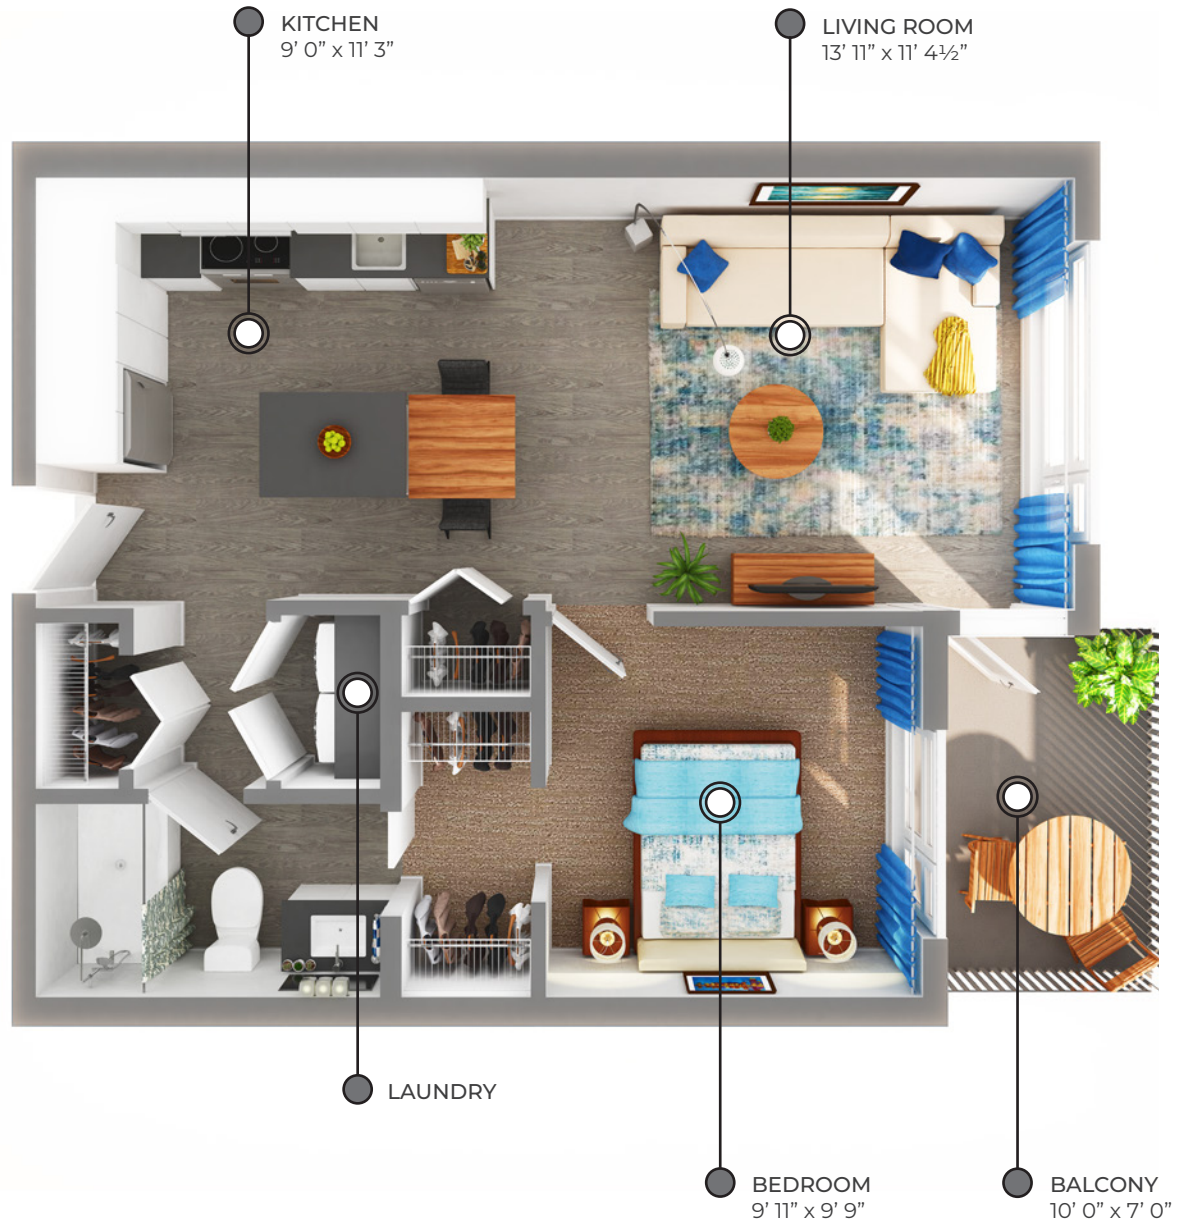 KITCHEN
9’ 0” x 11’ 3”
LIVING ROOM
13’ 11” x 11’ 4½”
LAUNDRY
BEDROOM
9’ 11” x 9’ 9”
BALCONY
10’ 0” x 7’ 0”